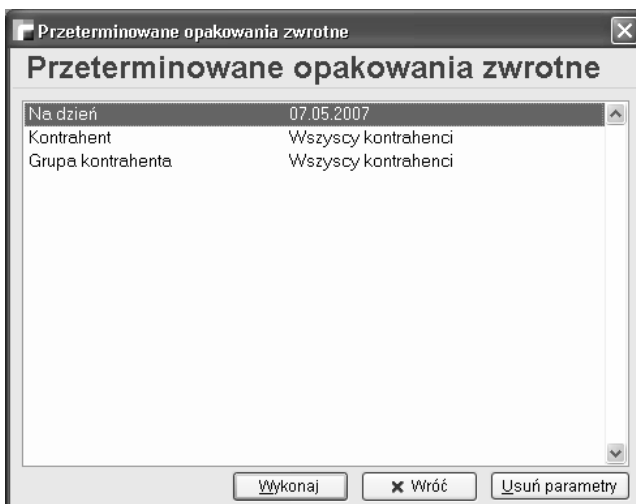 Przeterminowane opakowania zwrotne
Przeterminowane opakowania zwrotne
Na dzień 07.05.2007
Kontrahent Wszyscy kontrahenci
Grupa kontrahenta Wszyscy kontrahenci
Wykonaj Wróć Usuń parametry